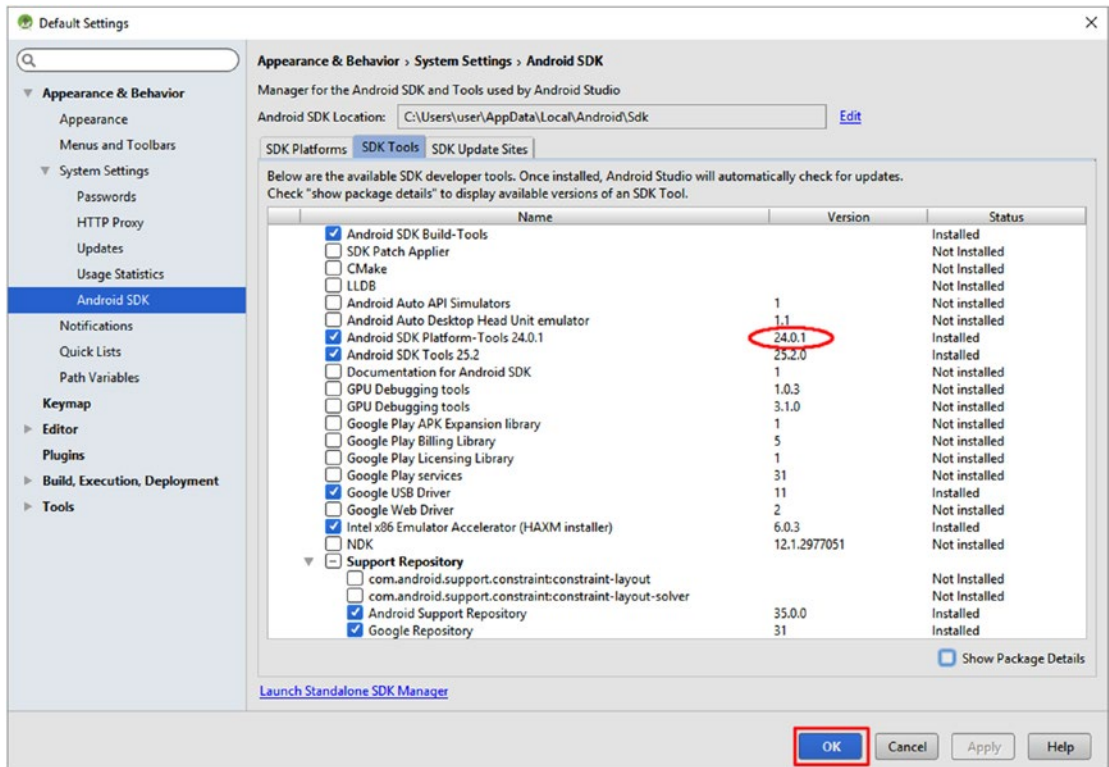 Default Settings
Appearance & Behavior
Appearance
Menus and Toolbars
System Settings
Passwords
HTTP Proxy
Updates
Usage Statistics
Android SDK
Notifications
Quick Lists
Path Variables
Keymap
Editor
Plugins
Build, Execution, Deployment
Tools
Appearance & Behavior › System Settings › Android SDK
Manager for the Android SDK and Tools used by Android Studio
Android SDK Location: C:\Users\user\AppData\Local\Android\Sdk Edit
SDK Platforms SDK Tools SDK Update Sites
Below are the available SDK developer tools. Once installed, Android Studio will automatically check for updates.
Check "show package details" to display available versions of an SDK Tool.
Name Version Status
Android SDK Build-Tools Installed
SDK Patch Applier Not Installed
CMake Not Installed
LLDB Not Installed
Android Auto API Simulators 1 Not installed
Android Auto Desktop Head Unit emulator 1.1 Not installed
Android SDK Platform-Tools 24.0.1 24.0.1 Installed
Android SDK Tools 25.2 25.2.0 Installed
Documentation for Android SDK 1 Not installed
GPU Debugging tools 1.0.3 Not installed
GPU Debugging tools 3.1.0 Not installed
Google Play APK Expansion library 1 Not installed
Google Play Billing Library 5 Not installed
Google Play Licensing Library 1 Not installed
Google Play services 31 Not installed
Google USB Driver 11 Installed
Google Web Driver 2 Not installed
Intel x86 Emulator Accelerator (HAXM installer) 6.0.3 Installed
NDK 12.1.2977051 Not installed
Support Repository
com.android.support.constraint:constraint-layout Not Installed
com.android.support.constraint:constraint-layout-solver Not Installed
Android Support Repository 35.0.0 Installed
Google Repository 31 Installed
Show Package Details
Launch Standalone SDK Manager
OK Cancel Apply Help